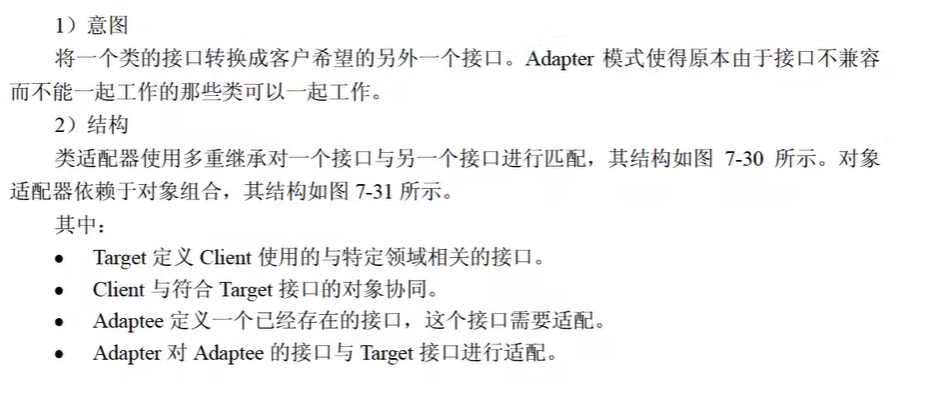 1）意图
将一个类的接口转换成客户希望的另外一个接口。Adapter 模式使得原本由于接口不兼容
而不能一起工作的那些类可以一起工作。
2）结构
类适配器使用多重继承对一个接口与另一个接口进行匹配，其结构如图 7-30 所示。对象
适配器依赖于对象组合，其结构如图 7-31 所示。
其中：
● Target 定义 Client 使用的与特定领域相关的接口。
● Client 与符合 Target 接口的对象协同。
● Adaptee 定义一个已经存在的接口，这个接口需要适配。
● Adapter 对 Adaptee 的接口与 Target 接口进行适配。